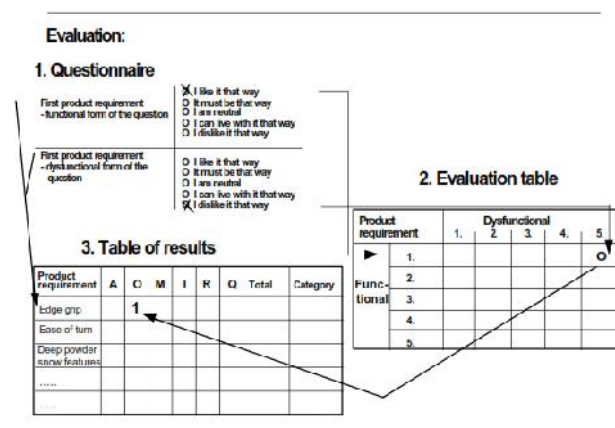 Evaluation:
1. Questionnaire
First product requirement
- functional form of the question
I like it that way
It must be that way
I am neutral
I can live with it that way
I dislike it that way
First product requirement
- dysfunctional form of the
question
I like it that way
It must be that way
I am neutral
I can live with it that way
I dislike it that way
2. Evaluation table
Product requirement Dysfunctional
1. 2. 3. 4. 5.
1. O
Func-
tional
2.
3.
4.
5.
3. Table of results
Product requirement A O M I R Q Total Category
Edge grip 1
Ease of turn
Deep powder
snow features
.....
.....